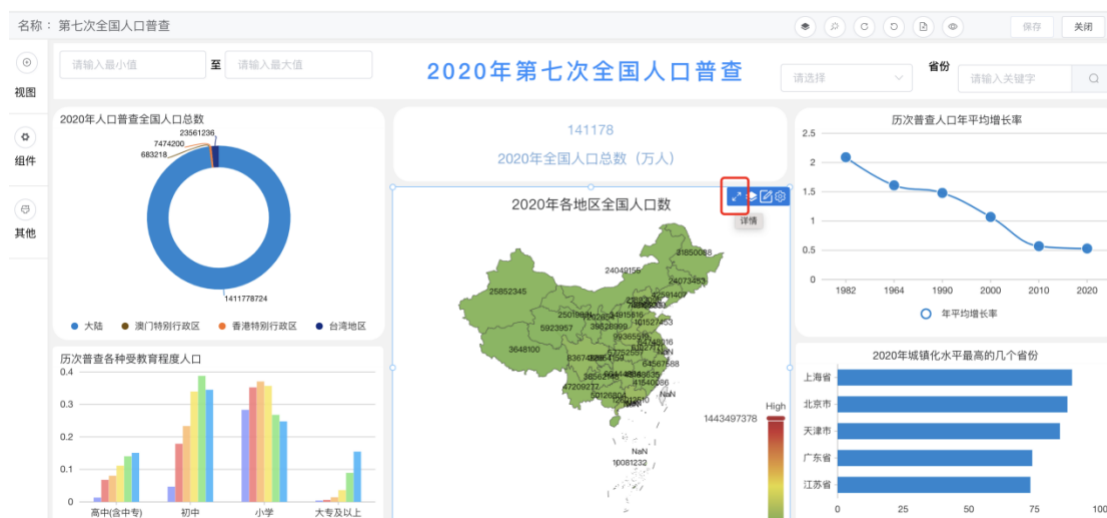 名称： 第七次全国人口普查
保存
关闭
视图
组件
其他
请输入最小值
至
请输入最大值
2020年第七次全国人口普查
请选择
省份
请输入关键字
2020年人口普查全国人口总数
23561236
7474200
683218
1411778724
大陆
澳门特别行政区
香港特别行政区
台湾地区
141178
2020年全国人口总数（万人）
历次普查人口年平均增长率
2.5
2
1.5
1
0.5
0
1982
1964
1990
2000
2010
2020
年平均增长率
2020年各地区全国人口数
详情
31850088
24049155
24073453
25852345
5923957
3648100
47209277
50126804
NaN
NaN
NaN
10081232
High
1443497378
历次普查各种受教育程度人口
0.4
0.3
0.2
0.1
0
高中(含中专)
初中
小学
大专及以上
2020年城镇化水平最高的几个省份
上海省
北京市
天津市
广东省
江苏省
0
25
50
75
100